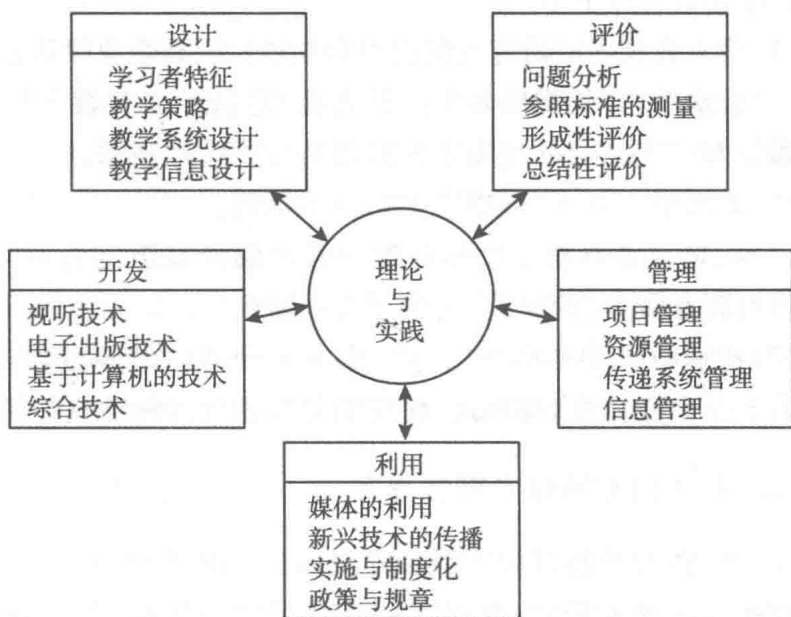 设计
学习者特征
教学策略
教学系统设计
教学信息设计
评价
问题分析
参照标准的测量
形成性评价
总结性评价
理论
与
实践
开发
视听技术
电子出版技术
基于计算机的技术
综合技术
管理
项目管理
资源管理
传递系统管理
信息管理
利用
媒体的利用
新兴技术的传播
实施与制度化
政策与规章